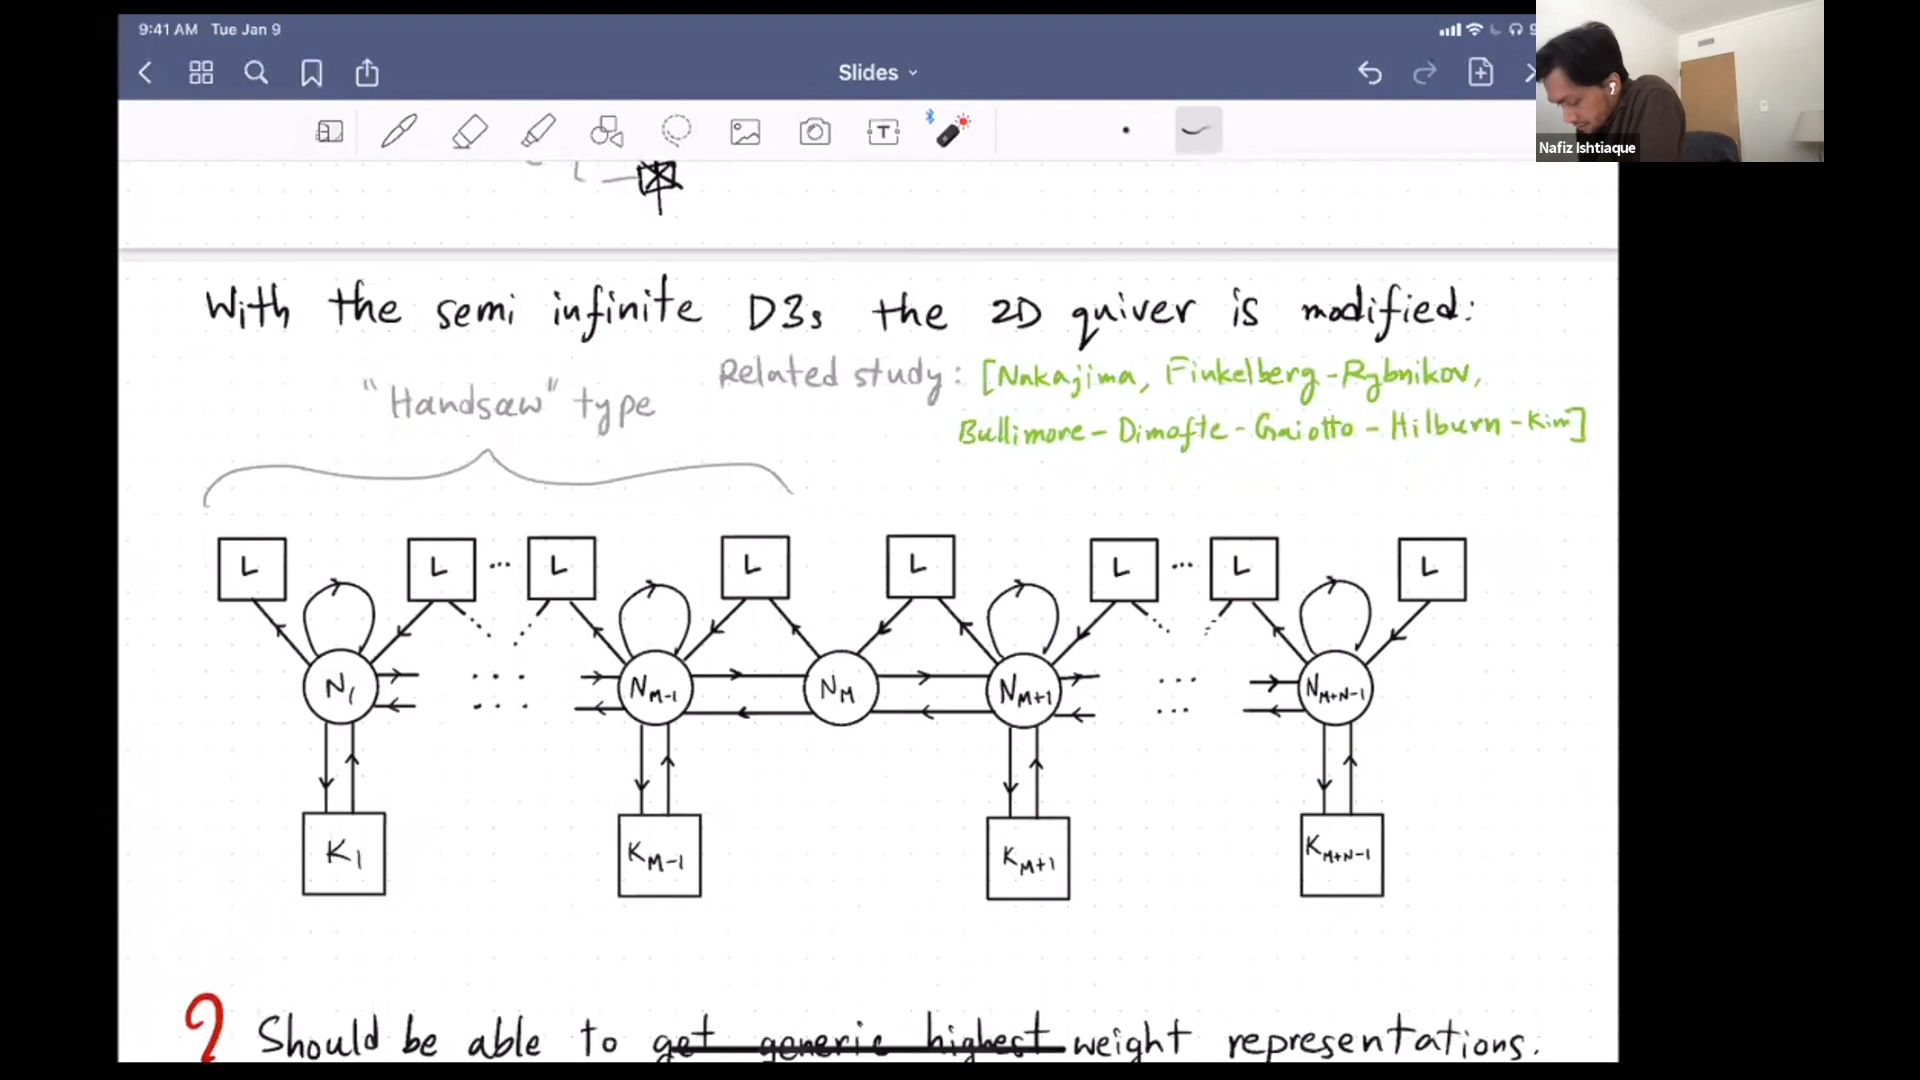 9:41 AM Tue Jan 9
Slides
Nafiz Ishtiaque
With the semi infinite D3s the 2D quiver is modified:
"Handsaw" type
Related study: [Nakajima, Finkelberg-Rybnikov,
Bullimore-Dimofte-Gaiotto-Hilburn-Kim]
L L ... L L L L ... L L
N1 ... NM-1 NM NM+1 ... NM+N-1
K1 KM-1 KM+1 KM+N-1
? Should be able to get generic highest weight representations.